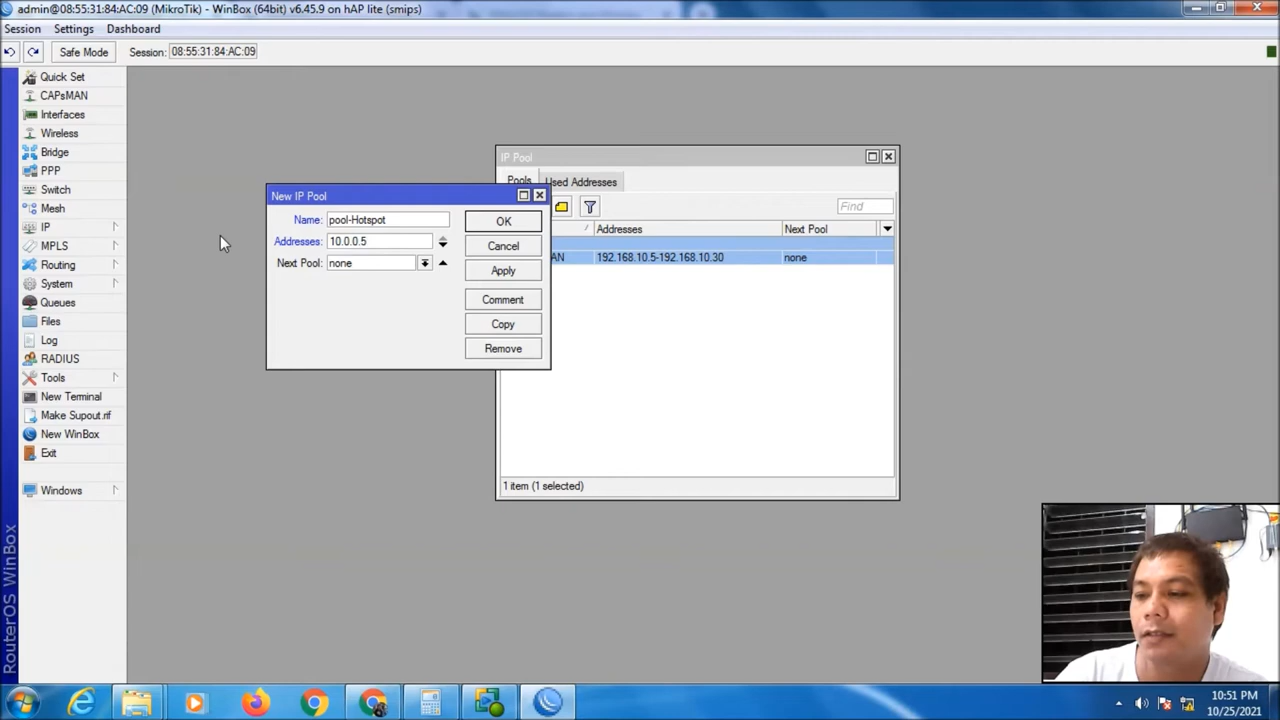 admin@08:55:31:84:AC:09 (MikroTik) - WinBox (64bit) v6.45.9 on hAP lite (smips)
Session Settings Dashboard
Safe Mode Session: 08:55:31:84:AC:09
Quick Set
CAPsMAN
Interfaces
Wireless
Bridge
PPP
Switch
Mesh
IP
MPLS
Routing
System
Queues
Files
Log
RADIUS
Tools
New Terminal
Make Supout.rif
New WinBox
Exit
Windows
RouterOS WinBox
New IP Pool
Name: pool-Hotspot
Addresses: 10.0.0.5
Next Pool: none
OK
Cancel
Apply
Comment
Copy
Remove
IP Pool
Pools Used Addresses
Find
Addresses Next Pool
AN 192.168.10.5-192.168.10.30 none
1 item (1 selected)
10:51 PM
10/25/2021